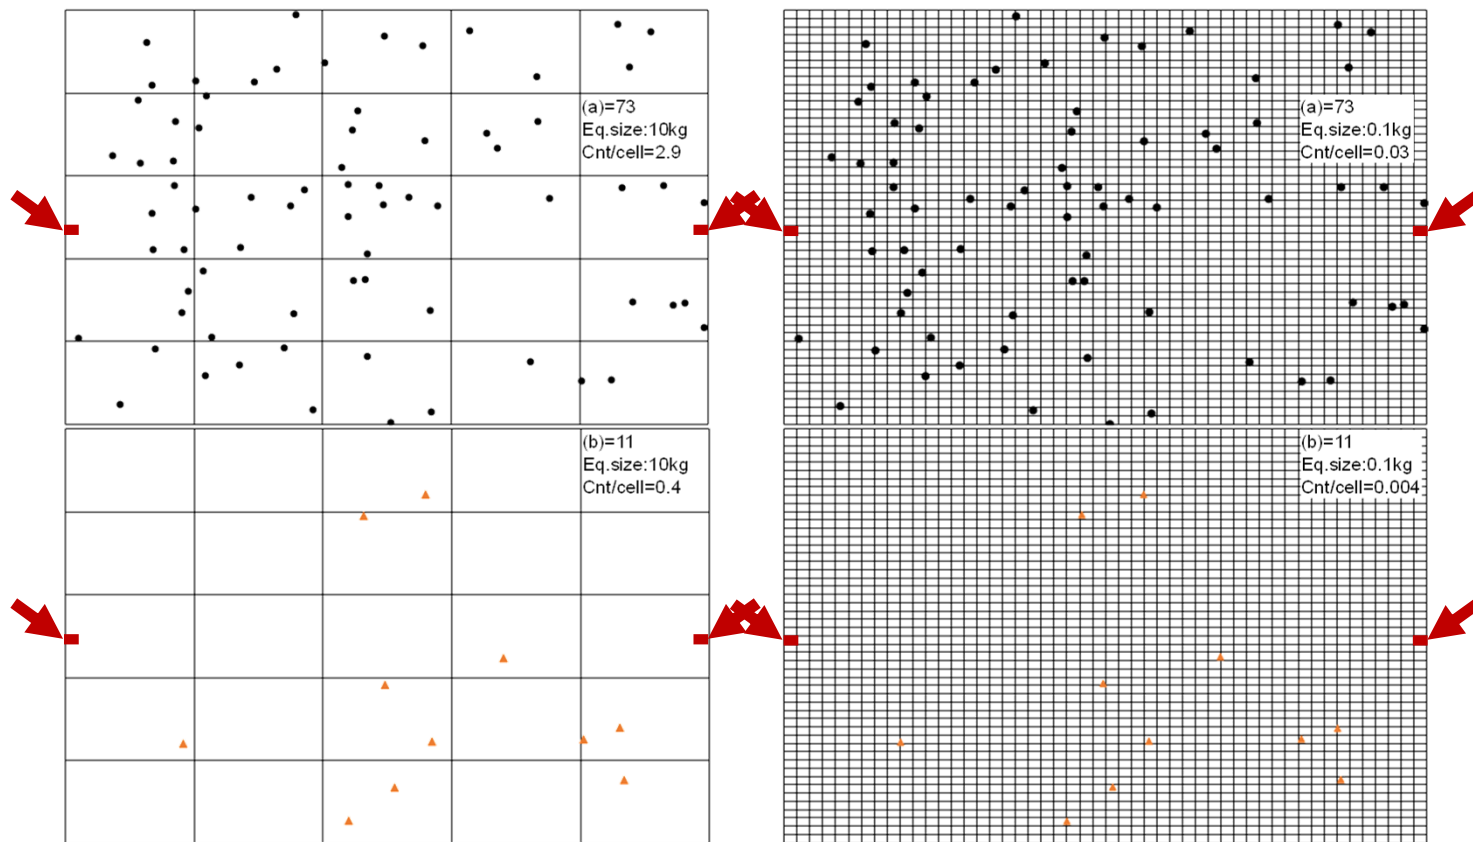 (a)=73
Eq.size:10kg
Cnt/cell=2.9
(a)=73
Eq.size:0.1kg
Cnt/cell=0.03
(b)=11
Eq.size:10kg
Cnt/cell=0.4
(b)=11
Eq.size:0.1kg
Cnt/cell=0.004